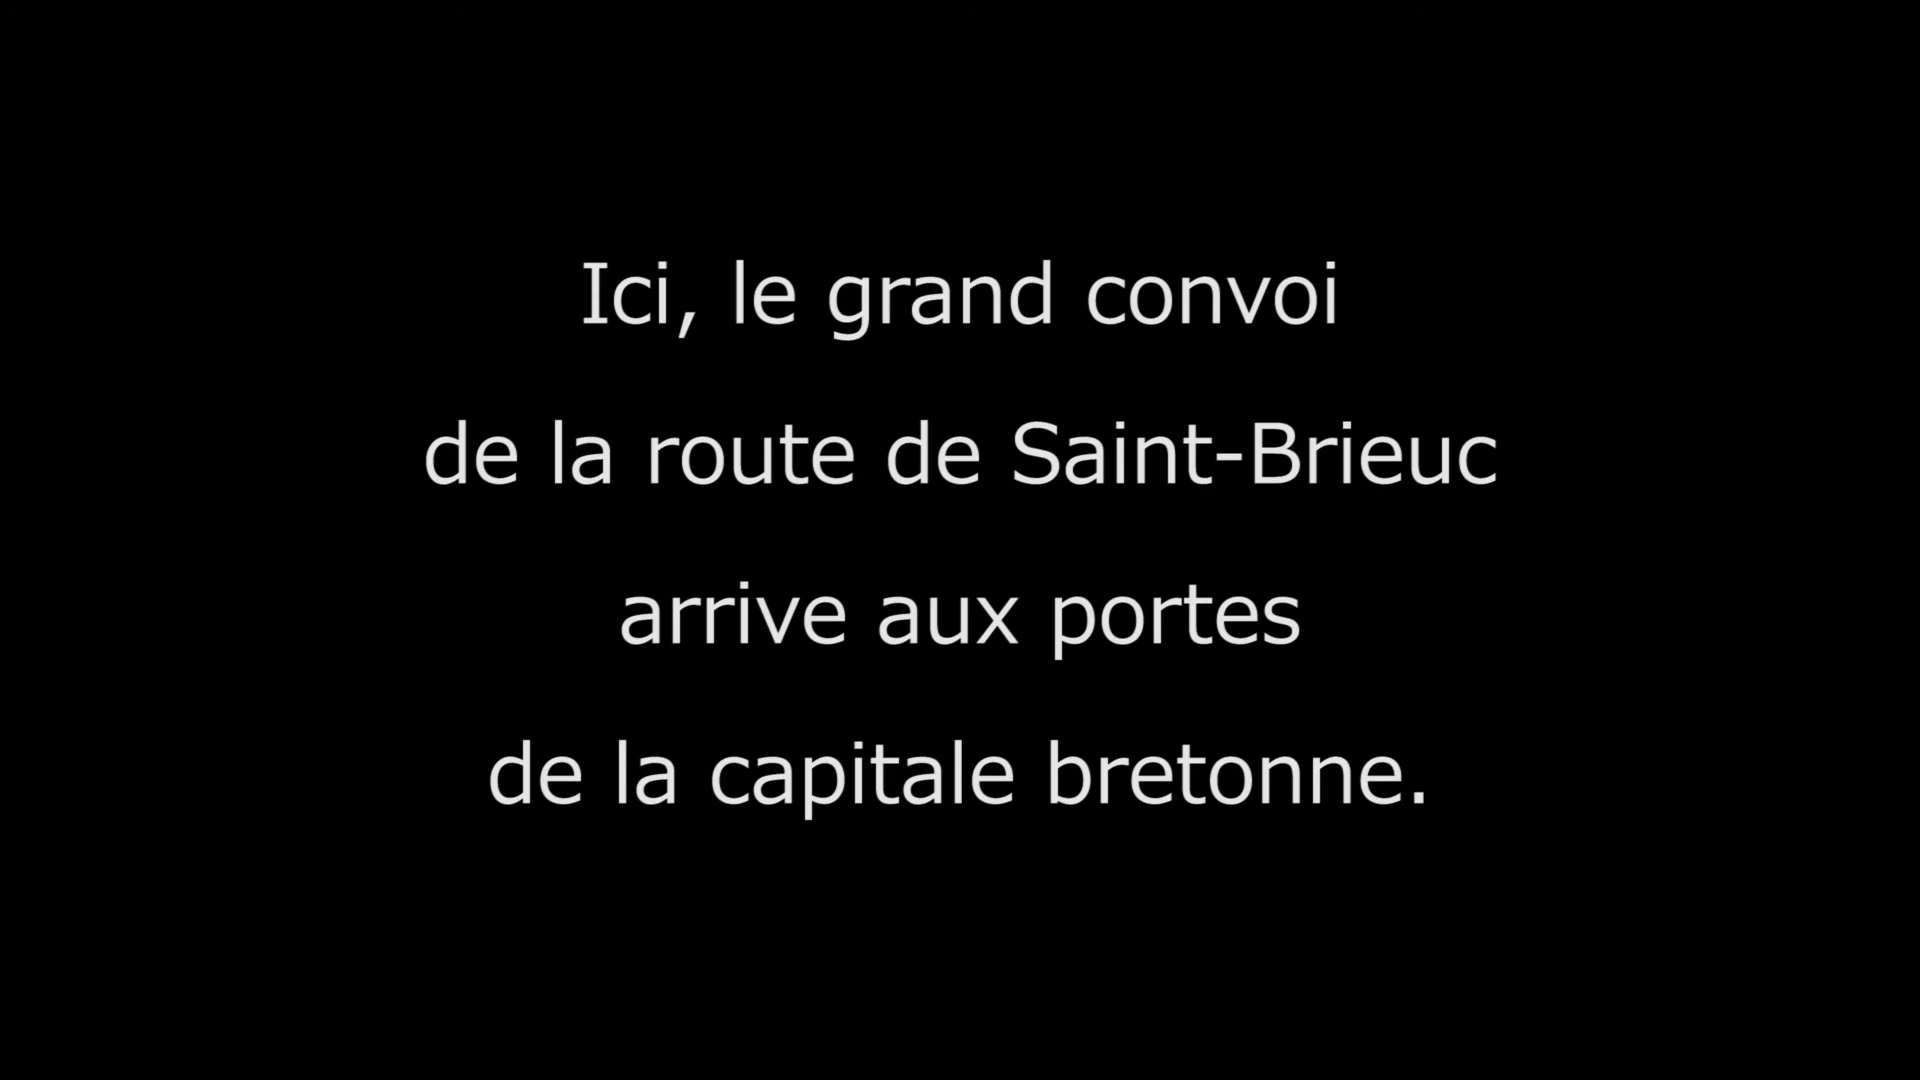 Ici, le grand convoi
de la route de Saint-Brieuc
arrive aux portes
de la capitale bretonne.